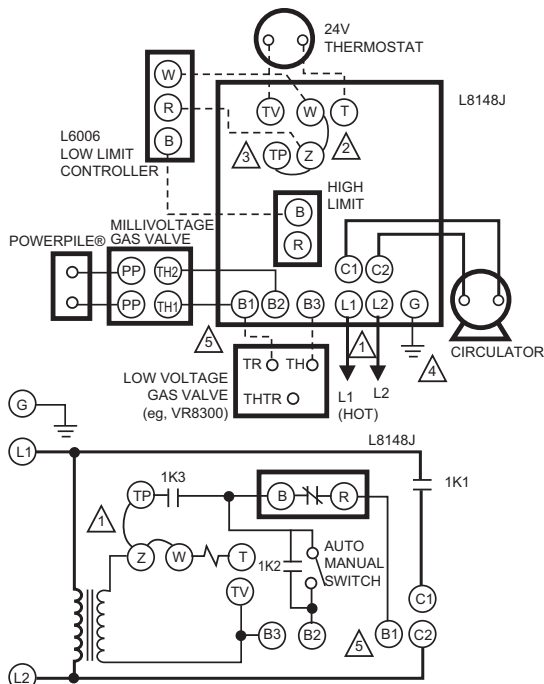 24V
THERMOSTAT
L8148J
W
R
B
L6006
LOW LIMIT
CONTROLLER
TV
W
T
3
TP
Z
2
HIGH
LIMIT
B
R
MILLIVOLTAGE
GAS VALVE
POWERPILE®
PP
TH2
PP
TH1
C1
C2
B1
B2
B3
L1
L2
G
5
1
4
CIRCULATOR
TR
TH
THTR
LOW VOLTAGE
GAS VALVE
(eg, VR8300)
L1
(HOT)
L2
G
L1
L8148J
TP
1K3
B
R
1K1
1
Z
W
T
1K2
AUTO
MANUAL
SWITCH
TV
C1
B3
B2
5
B1
C2
L2